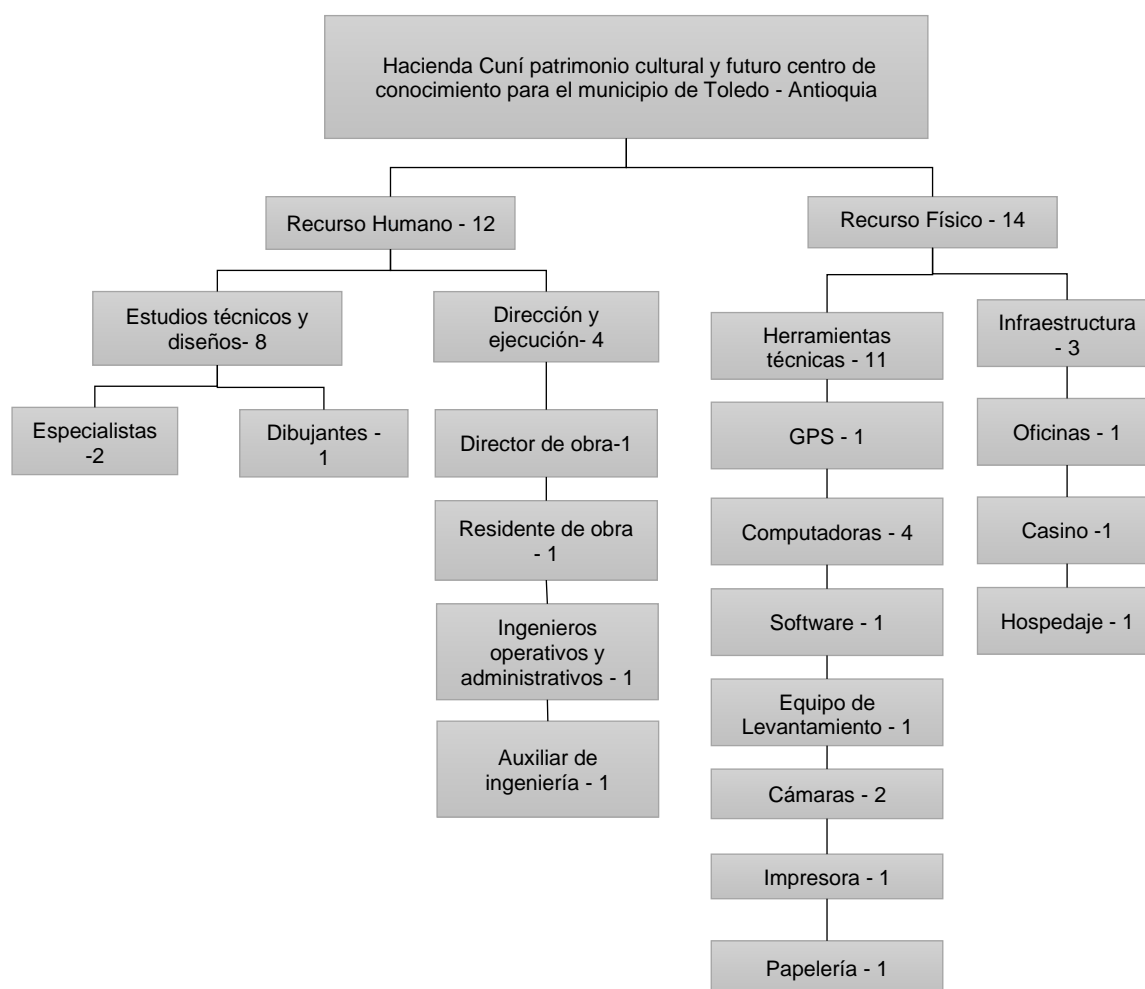 Hacienda Cuní patrimonio cultural y futuro centro de
conocimiento para el municipio de Toledo - Antioquia
Recurso Humano - 12
Recurso Físico - 14
Estudios técnicos y
diseños- 8
Dirección y
ejecución- 4
Herramientas
técnicas - 11
Infraestructura
- 3
Especialistas
-2
Dibujantes -
1
Director de obra-1
GPS - 1
Oficinas - 1
Residente de obra
- 1
Computadoras - 4
Casino -1
Ingenieros
operativos y
administrativos - 1
Software - 1
Hospedaje - 1
Auxiliar de
ingeniería - 1
Equipo de
Levantamiento - 1
Cámaras - 2
Impresora - 1
Papelería - 1